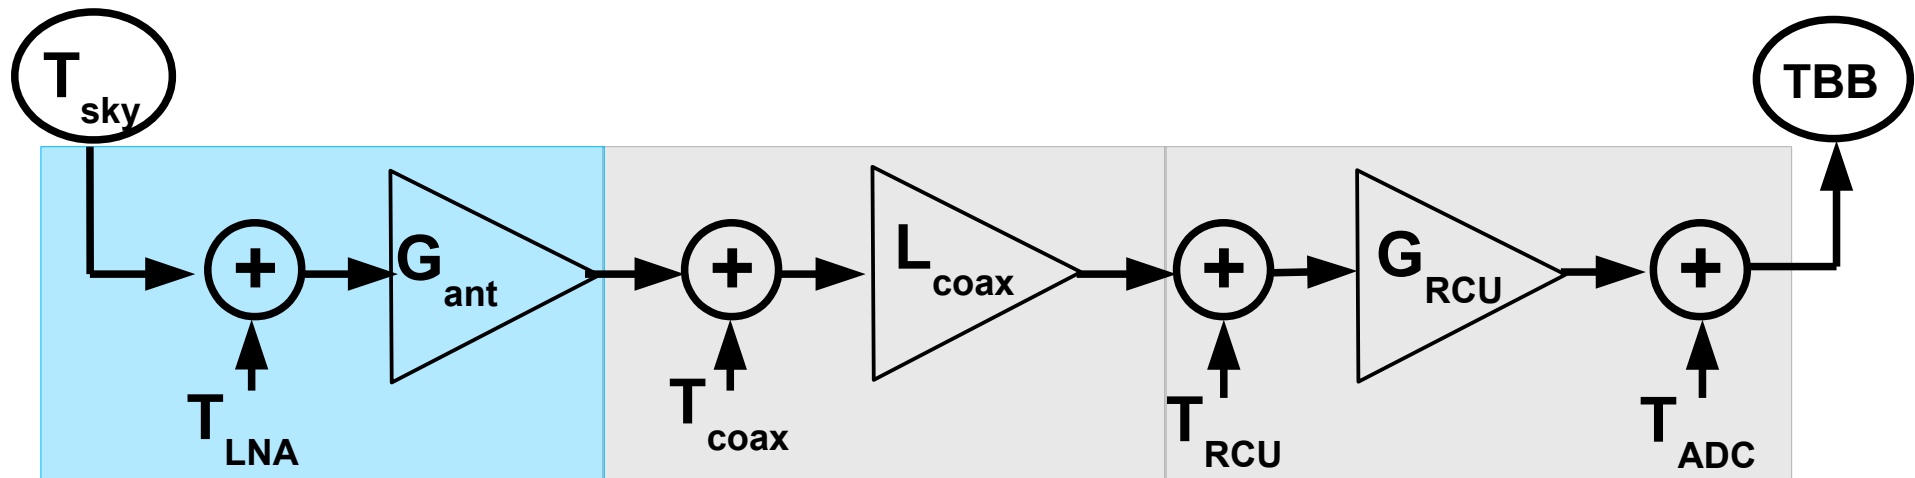 T sky
TBB
+
G ant
+
L coax
+
G RCU
+
T LNA
T coax
T RCU
T ADC